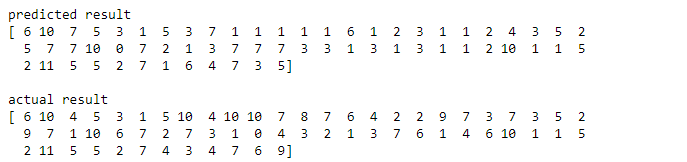 predicted result
[ 6 10 7 5 3 1 5 3 7 1 1 1 1 1 6 1 2 3 1 1 2 4 3 5 2
5 7 7 10 0 7 2 1 3 7 7 7 3 3 1 3 1 3 1 1 2 10 1 1 5
2 11 5 5 2 7 1 6 4 7 3 5]
actual result
[ 6 10 4 5 3 1 5 10 4 10 10 7 8 7 6 4 2 2 9 7 3 7 3 5 2
9 7 1 10 6 7 2 7 3 1 0 4 3 2 1 3 7 6 1 4 6 10 1 1 5
2 11 5 5 2 7 4 3 4 7 6 9]